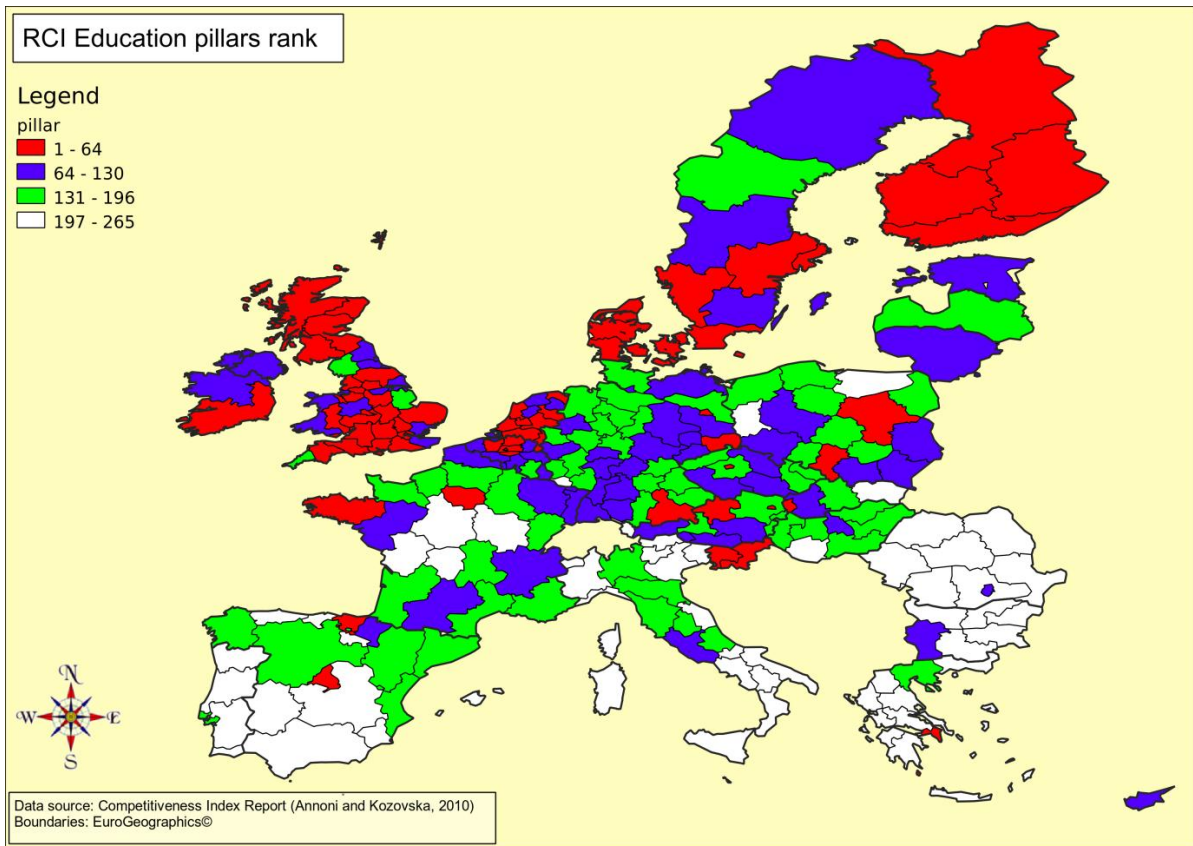 RCI Education pillars rank
Legend
pillar
1 - 64
64 - 130
131 - 196
197 - 265
N
W E
S
Data source: Competitiveness Index Report (Annoni and Kozovska, 2010)
Boundaries: EuroGeographics©